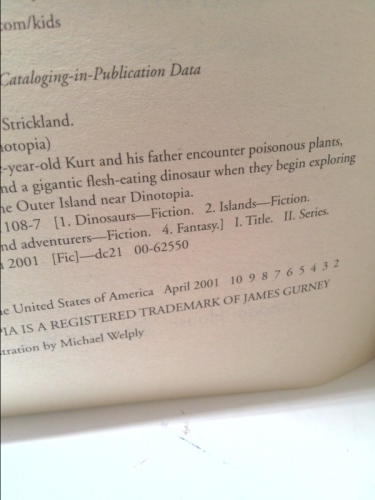 .com/kids
Cataloging-in-Publication Data
Strickland.
notopia)
-year-old Kurt and his father encounter poisonous plants,
nd a gigantic flesh-eating dinosaur when they begin exploring
he Outer Island near Dinotopia.
108-7 [1. Dinosaurs—Fiction. 2. Islands—Fiction.
nd adventurers—Fiction. 4. Fantasy.] I. Title. II. Series.
2001 [Fic]—dc21 00-62550
he United States of America April 2001 10 9 8 7 6 5 4 3 2
PIA IS A REGISTERED TRADEMARK OF JAMES GURNEY
stration by Michael Welply